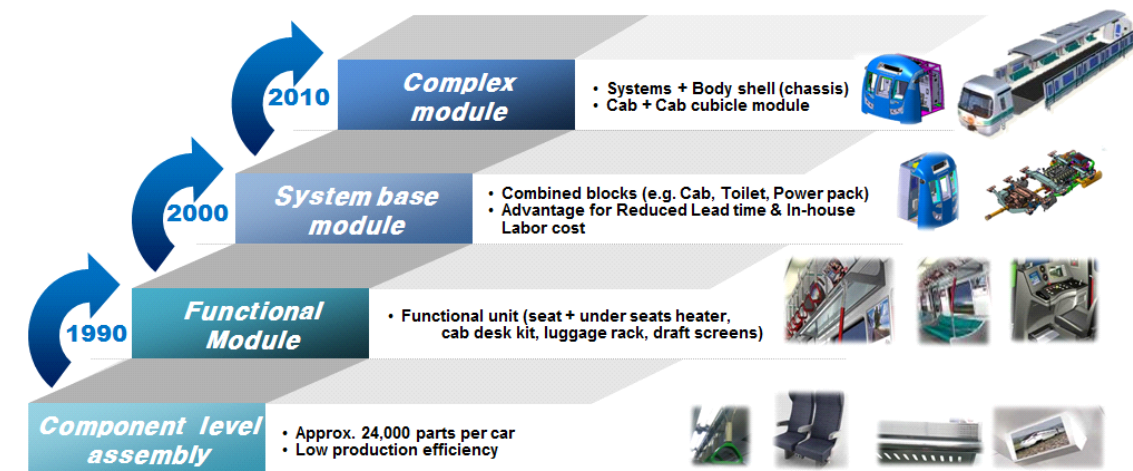 2010
Complex
module
• Systems + Body shell (chassis)
• Cab + Cab cubicle module
2000
System base
module
• Combined blocks (e.g. Cab, Toilet, Power pack)
• Advantage for Reduced Lead time & In-house
Labor cost
1990
Functional
Module
• Functional unit (seat + under seats heater,
cab desk kit, luggage rack, draft screens)
Component level
assembly
• Approx. 24,000 parts per car
• Low production efficiency